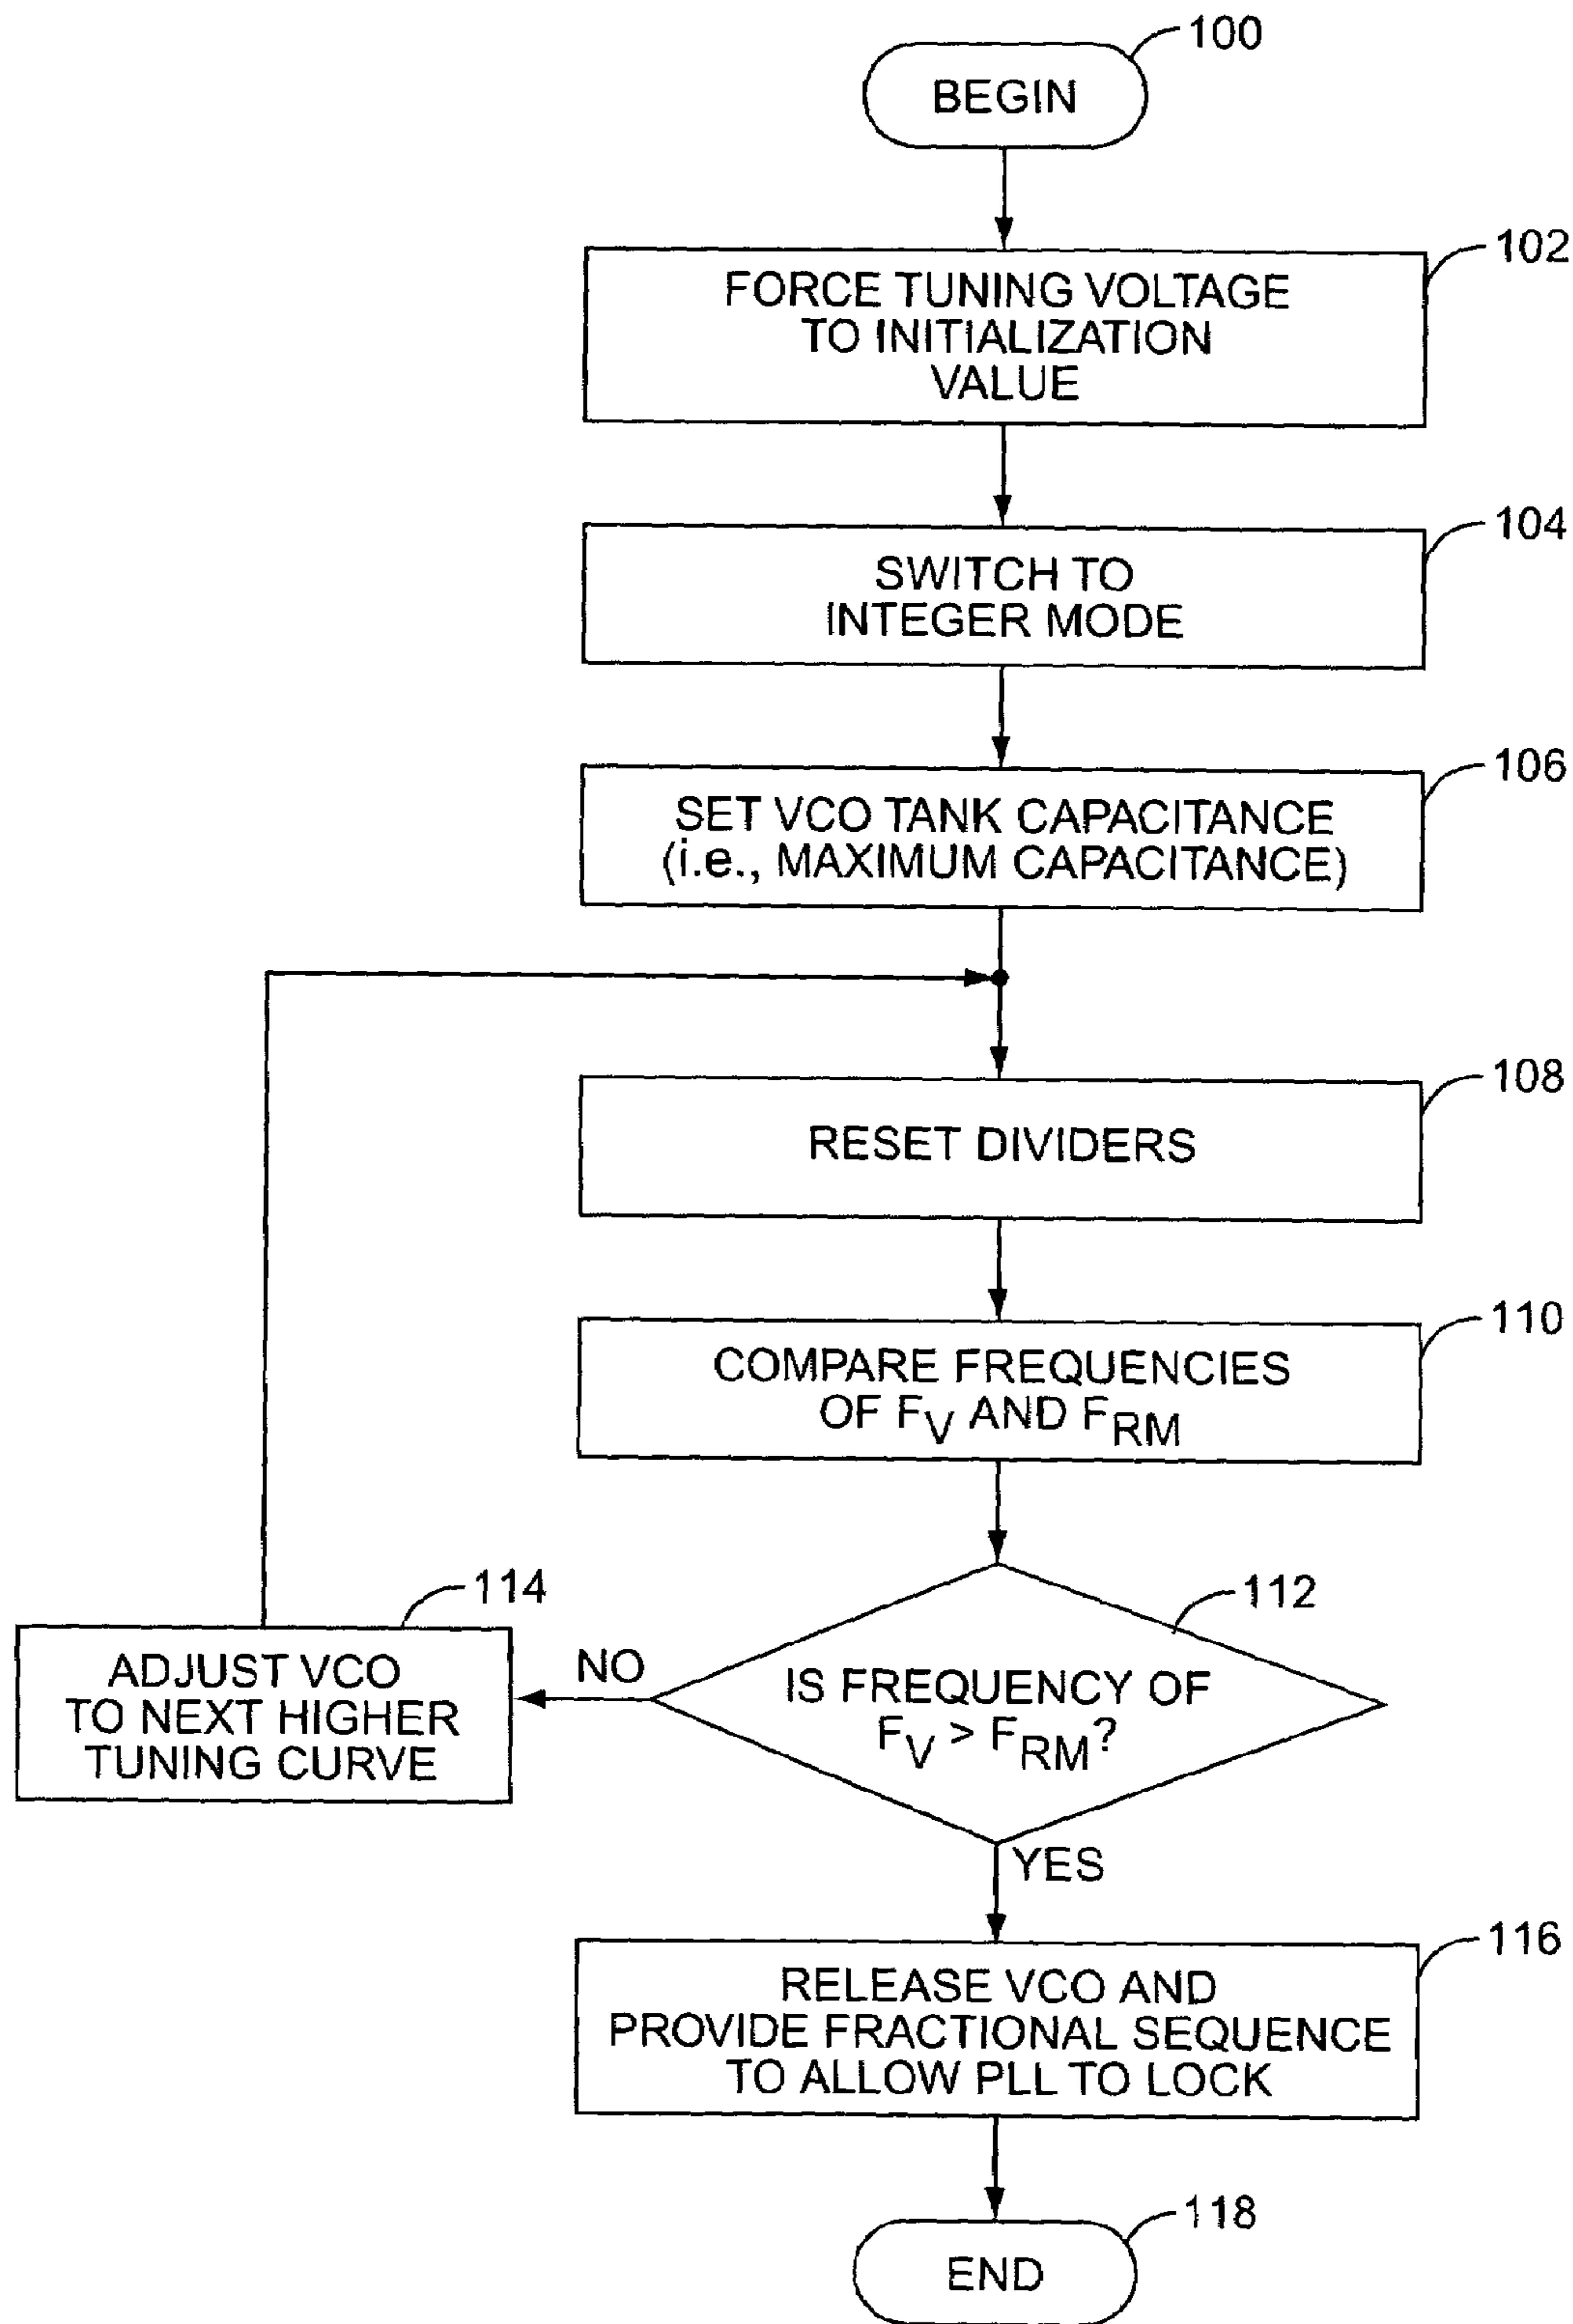 100
BEGIN
102
FORCE TUNING VOLTAGE
TO INITIALIZATION
VALUE
104
SWITCH TO
INTEGER MODE
106
SET VCO TANK CAPACITANCE
(i.e., MAXIMUM CAPACITANCE)
108
RESET DIVIDERS
110
COMPARE FREQUENCIES
OF FV AND FRM
112
IS FREQUENCY OF
FV > FRM?
NO
114
ADJUST VCO
TO NEXT HIGHER
TUNING CURVE
YES
116
RELEASE VCO AND
PROVIDE FRACTIONAL SEQUENCE
TO ALLOW PLL TO LOCK
118
END